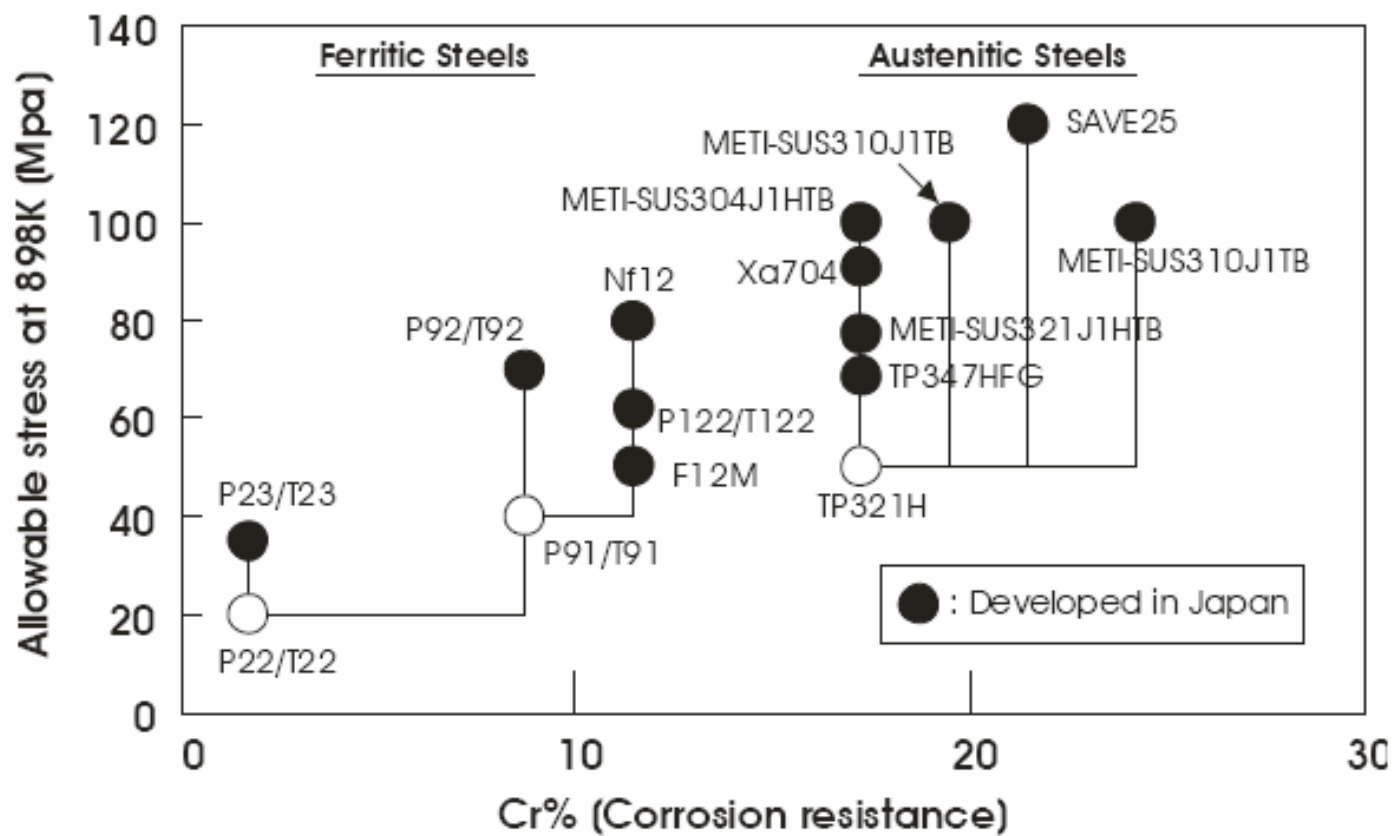 140
120
100
80
60
40
20
0
Allowable stress at 898K (Mpa)
Ferritic Steels
Austenitic Steels
SAVE25
METI-SUS310J1TB
METI-SUS304J1HTB
METI-SUS310J1TB
Xa704
Nf12
P92/T92
METI-SUS321J1HTB
TP347HFG
P122/T122
F12M
P23/T23
TP321H
P91/T91
: Developed in Japan
P22/T22
0
10
20
30
Cr% (Corrosion resistance)